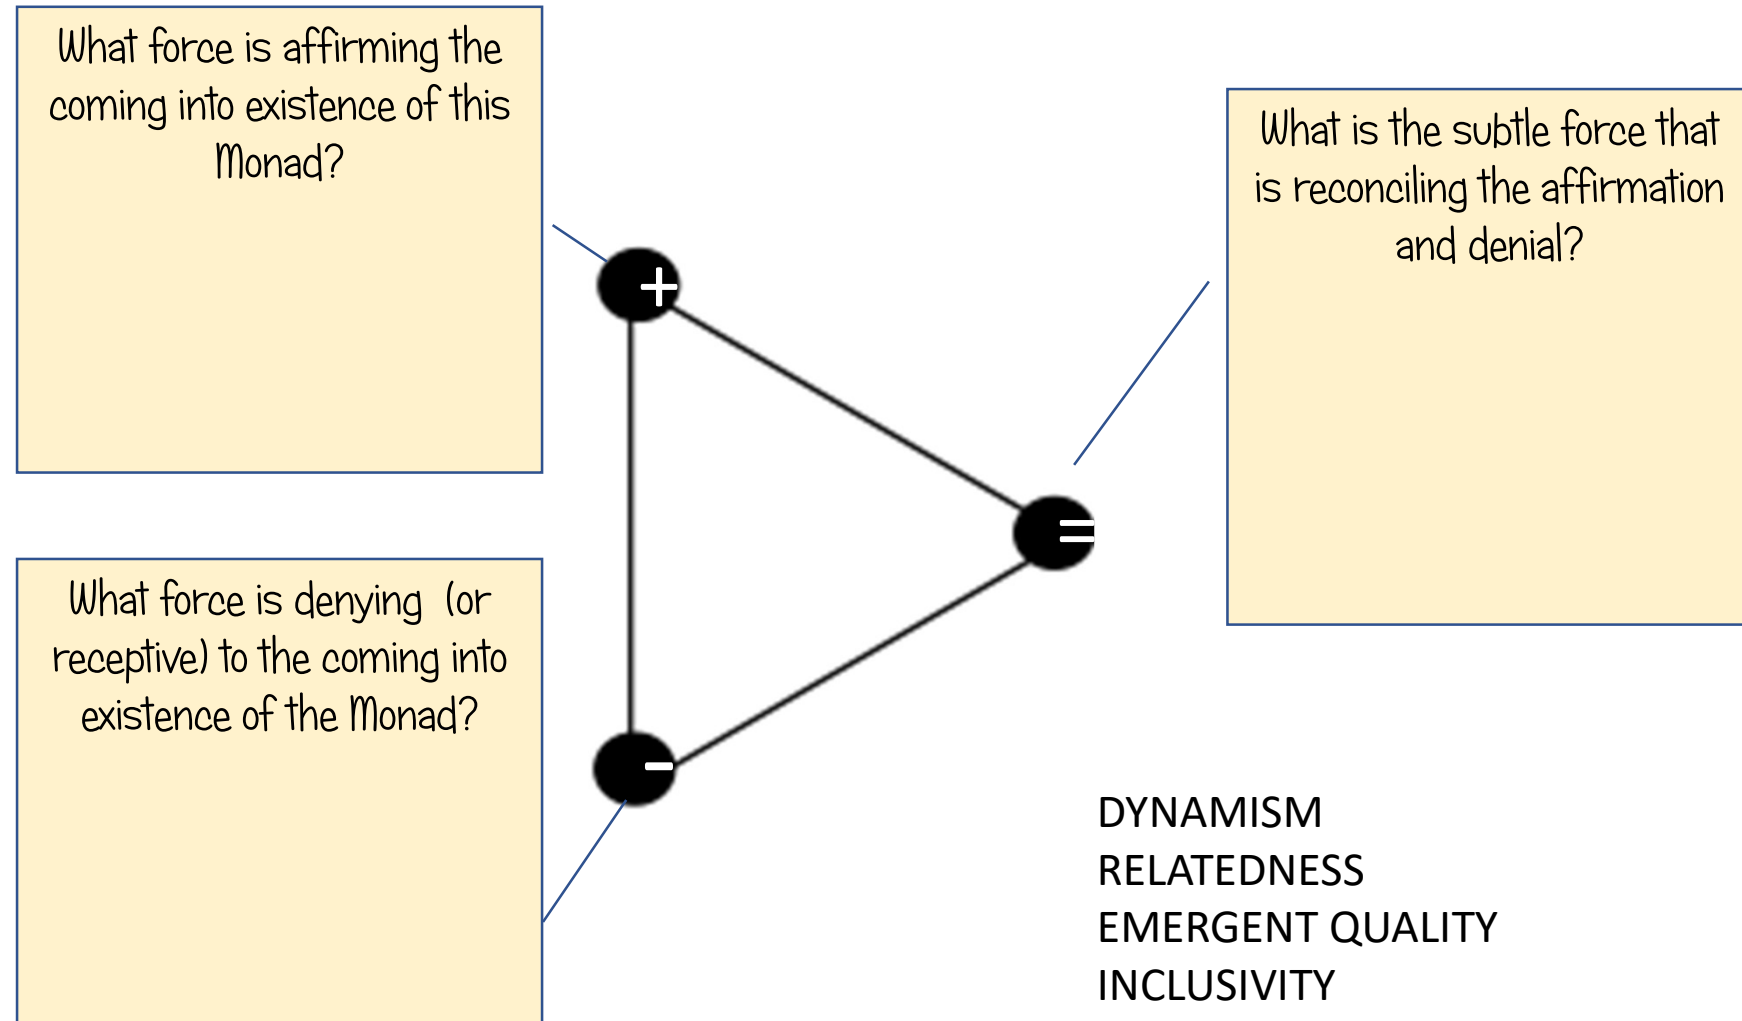 What force is affirming the
coming into existence of this
Monad?
What is the subtle force that
is reconciling the affirmation
and denial?
+
=
What force is denying  (or
receptive) to the coming into
existence of the Monad?
-
DYNAMISM
RELATEDNESS
EMERGENT QUALITY
INCLUSIVITY